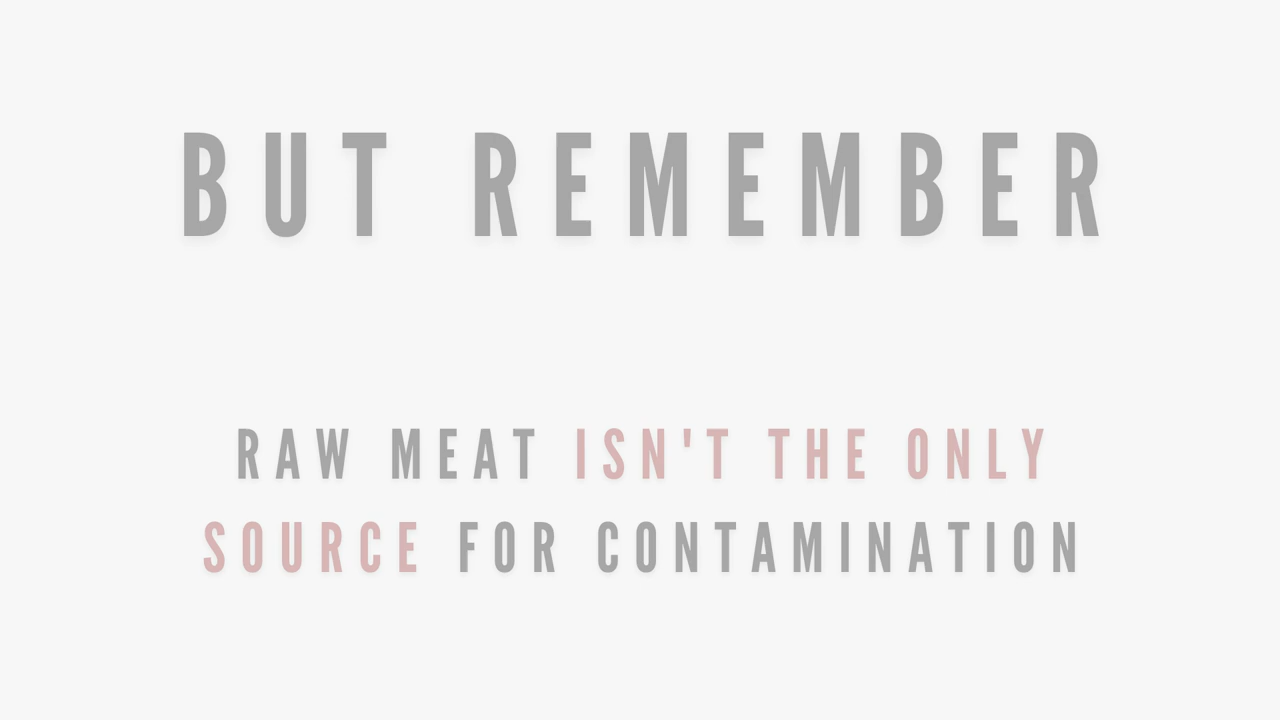 BUT REMEMBER
RAW MEAT ISN'T THE ONLY
SOURCE FOR CONTAMINATION